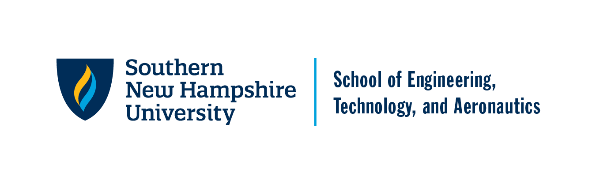 Southern
New Hampshire
University
School of Engineering,
Technology, and Aeronautics